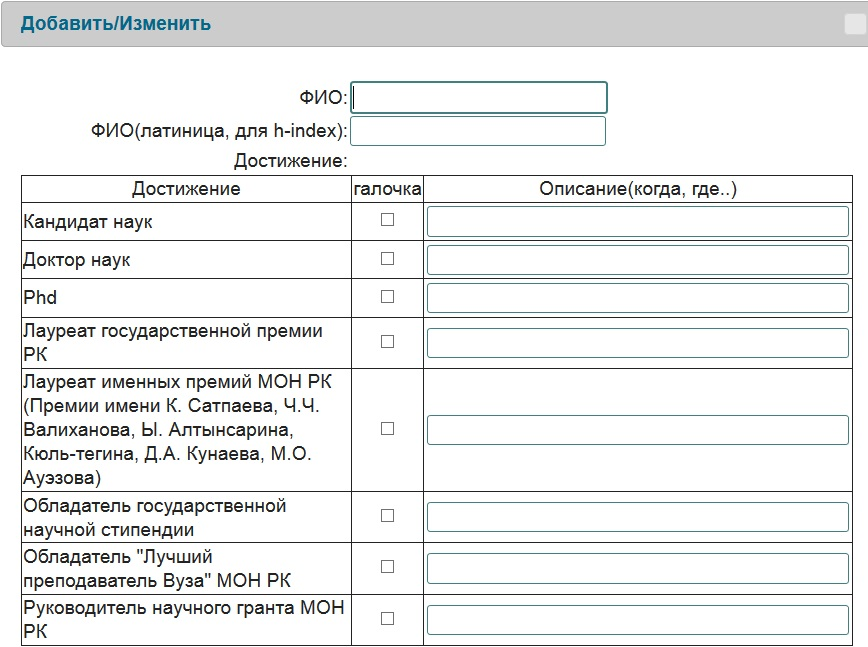 Добавить/Изменить
ФИО:
ФИО(латиница, для h-index):
Достижение:
Достижение галочка Описание(когда, где..)
Кандидат наук
Доктор наук
Phd
Лауреат государственной премии
РК
Лауреат именных премий МОН РК
(Премии имени К. Сатпаева, Ч.Ч.
Валиханова, Ы. Алтынсарина,
Кюль-тегина, Д.А. Кунаева, М.О.
Ауэзова)
Обладатель государственной
научной стипендии
Обладатель "Лучший
преподаватель Вуза" МОН РК
Руководитель научного гранта МОН
РК